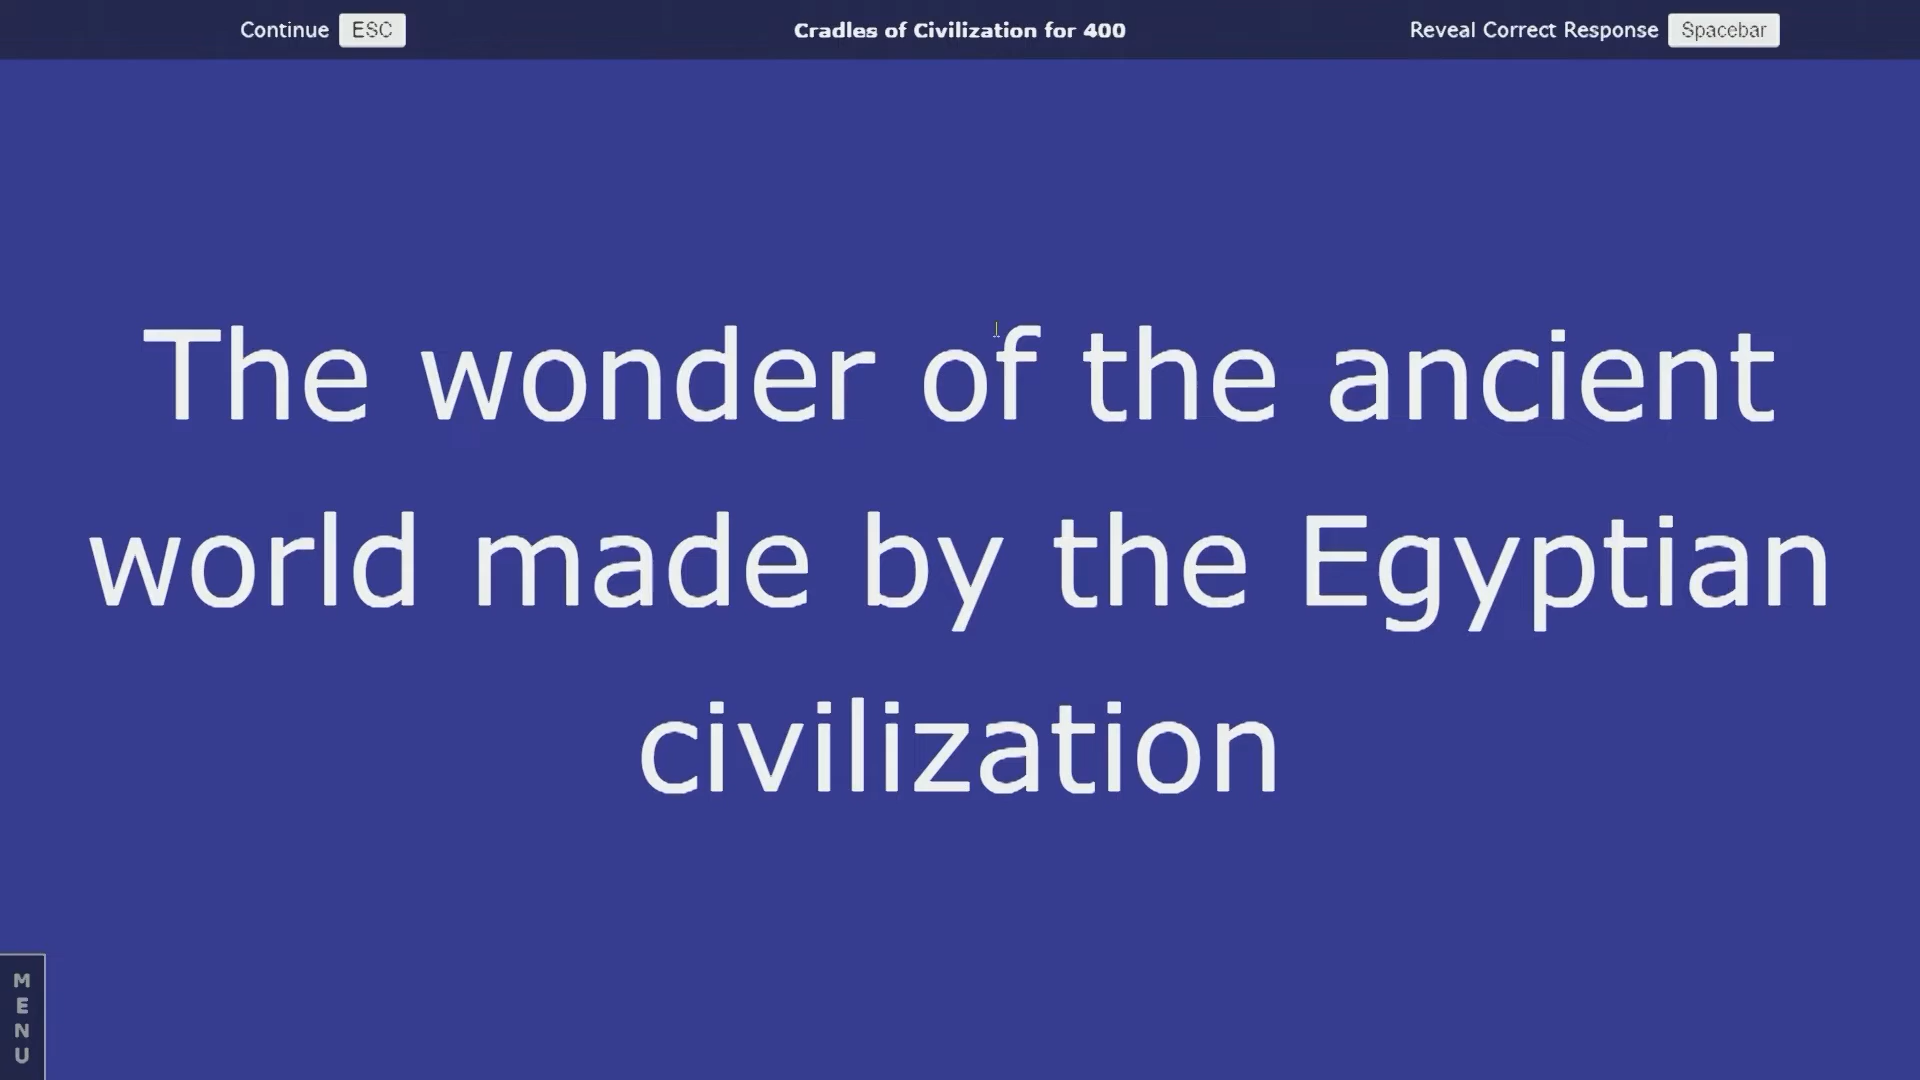 Continue ESC
Cradles of Civilization for 400
Reveal Correct Response Spacebar
The wonder of the ancient
world made by the Egyptian
civilization
MENU